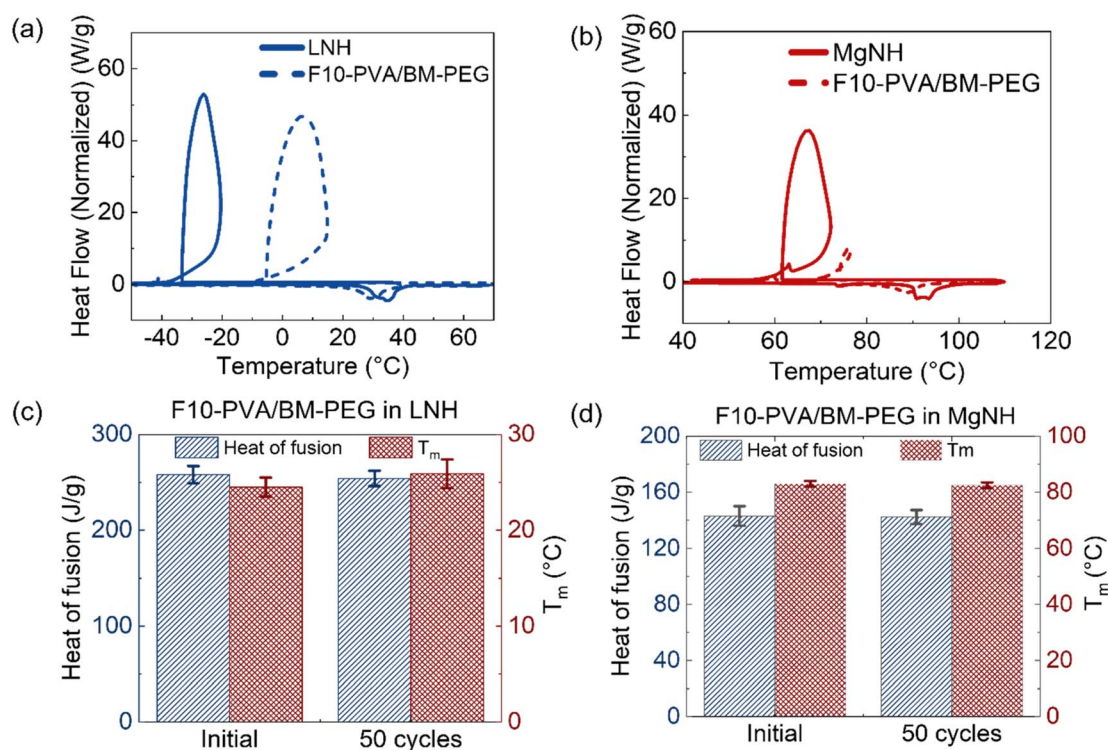 (a)
Heat Flow (Normalized) (W/g)
60
40
20
0
LNH
F10-PVA/BM-PEG
-40 -20 0 20 40 60
Temperature (°C)
(b)
Heat Flow (Normalized) (W/g)
60
40
20
0
MgNH
F10-PVA/BM-PEG
40 60 80 100 120
Temperature (°C)
(c)
F10-PVA/BM-PEG in LNH
Heat of fusion (J/g)
300
200
100
0
Heat of fusion
Tm
30
20
10
0
Tm (°C)
Initial 50 cycles
(d)
F10-PVA/BM-PEG in MgNH
Heat of fusion (J/g)
200
160
120
80
40
0
Heat of fusion
Tm
100
80
60
40
20
0
Tm (°C)
Initial 50 cycles